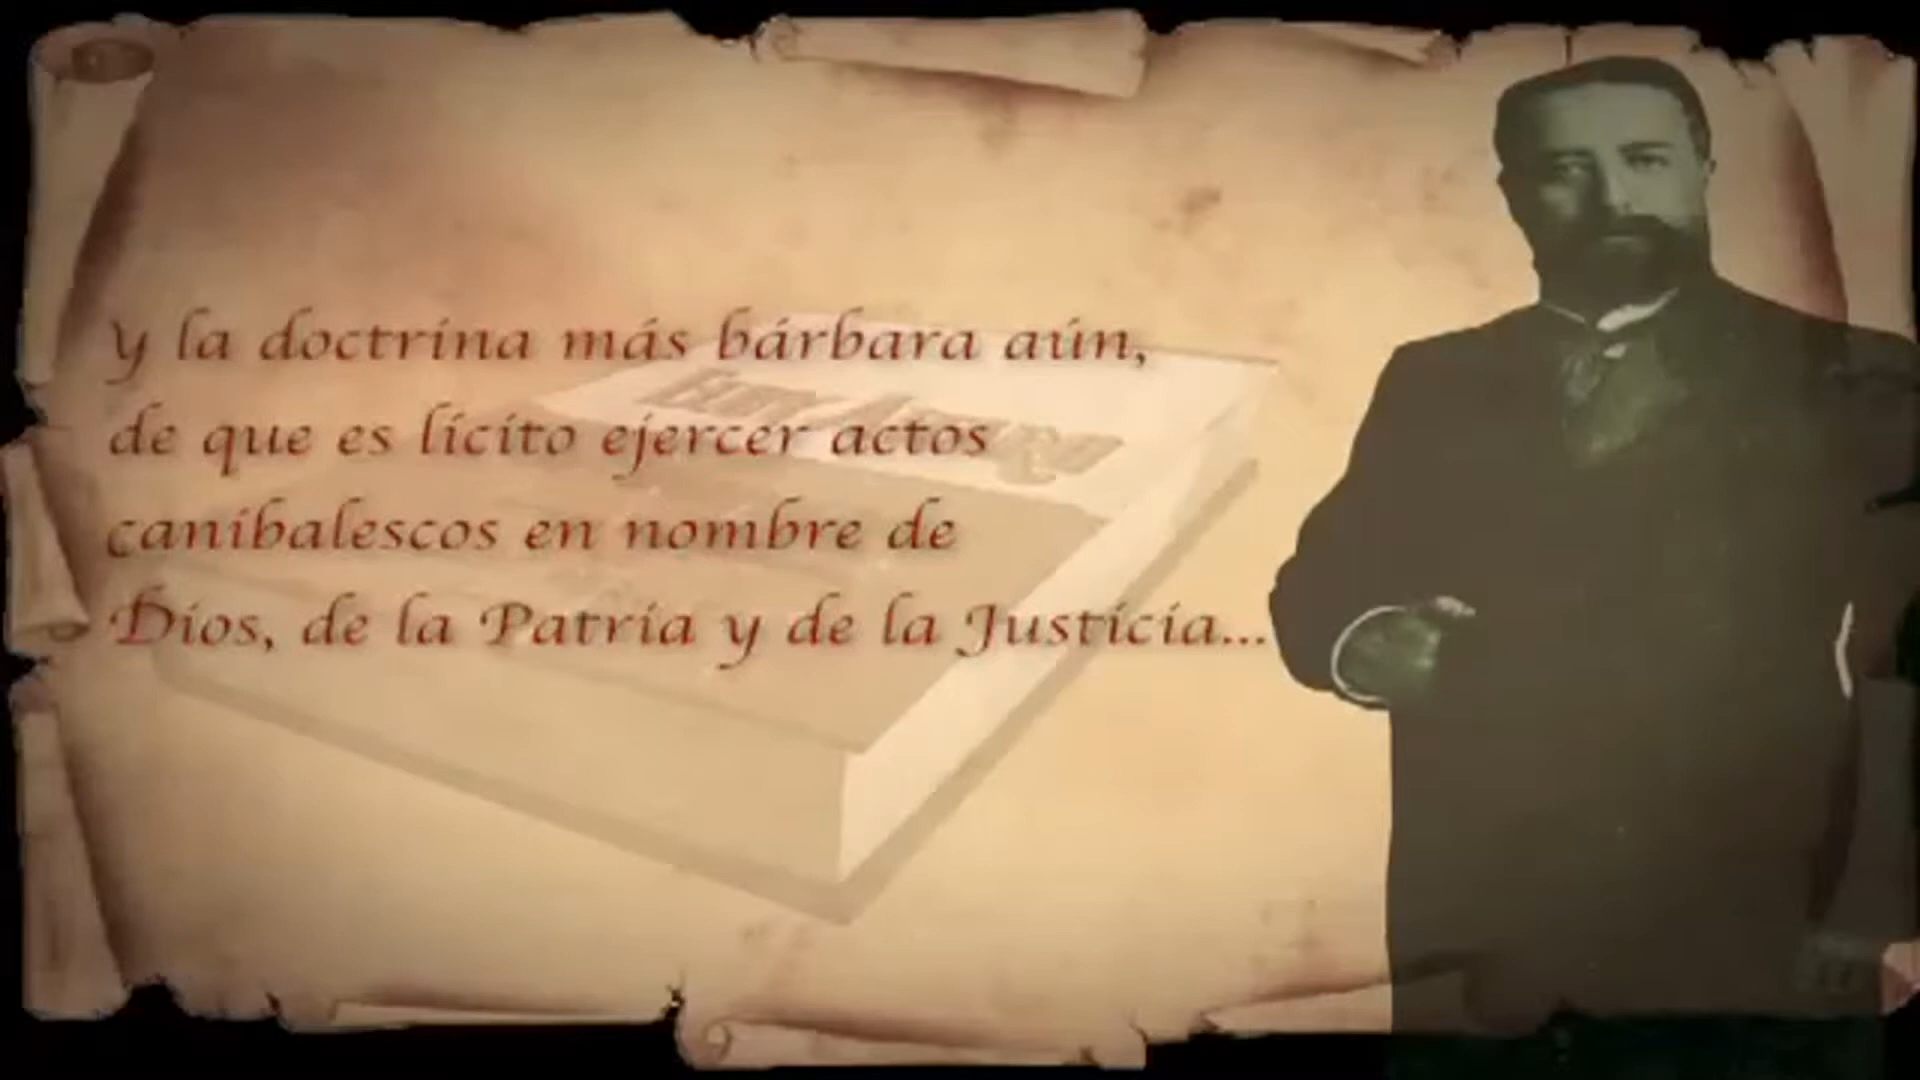 y la doctrina más bárbara aún,
de que es lícito ejercer actos
canibalescos en nombre de
Dios, de la Patria y de la Justicia...